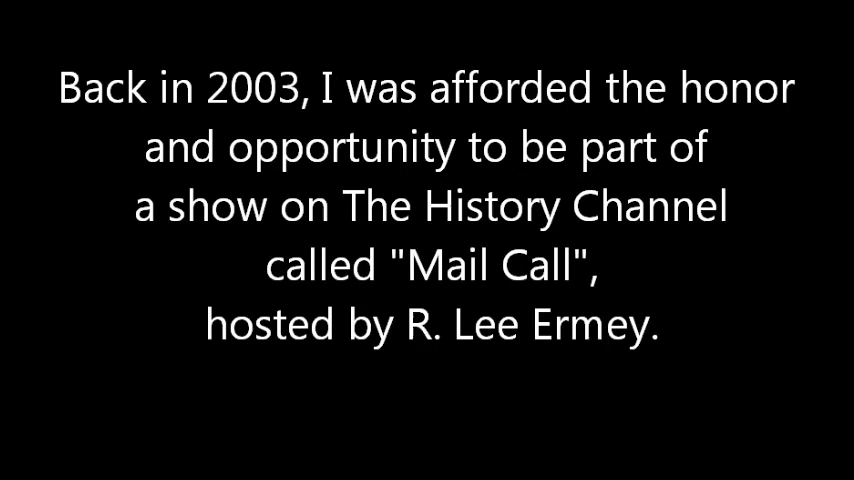 Back in 2003, I was afforded the honor
and opportunity to be part of
a show on The History Channel
called "Mail Call",
hosted by R. Lee Ermey.